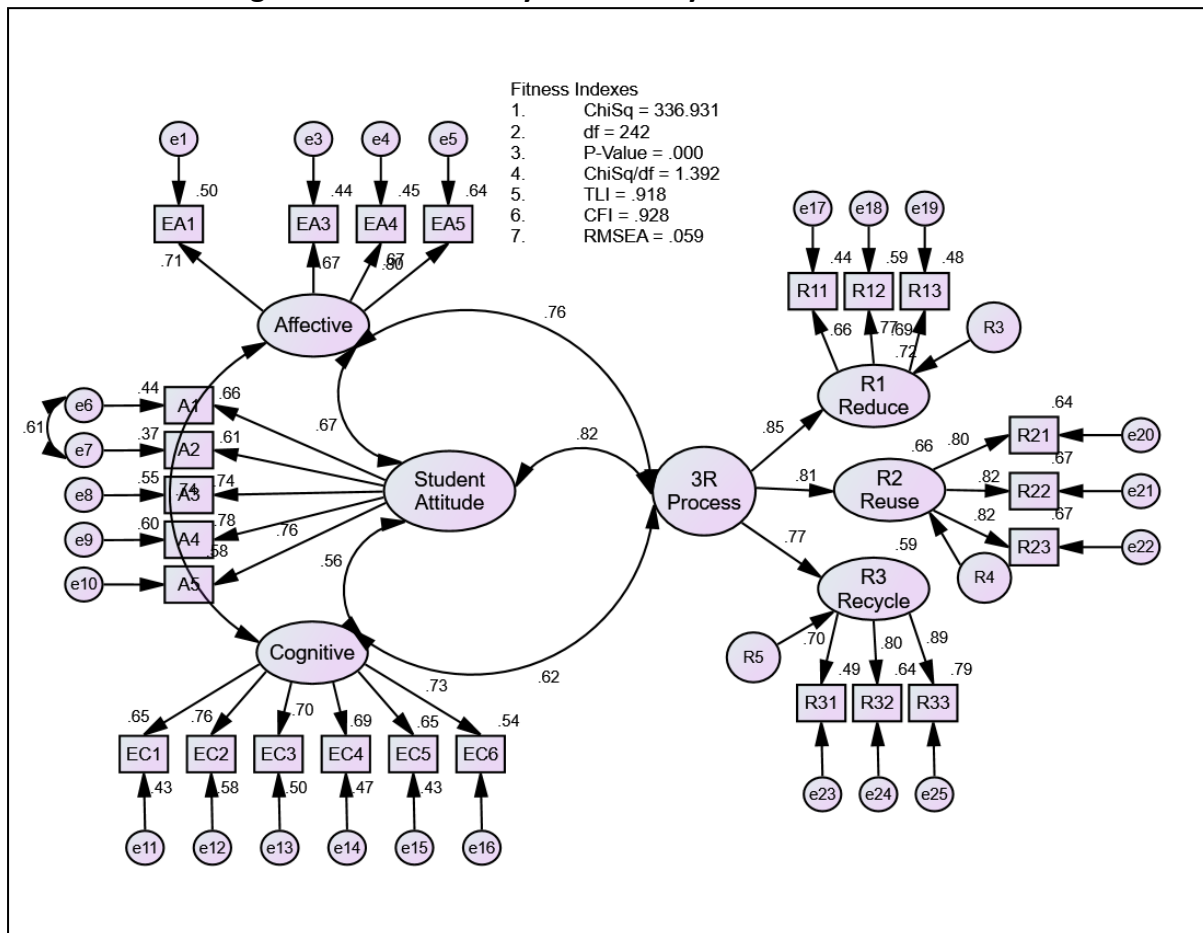 Fitness Indexes
1. ChiSq = 336.931
2. df = 242
3. P-Value = .000
4. ChiSq/df = 1.392
5. TLI = .918
6. CFI = .928
7. RMSEA = .059
e1 e3 e4 e5
.50 .44 .45 .64
EA1 EA3 EA4 EA5
.71 .67 .67 .80
Affective
e17 e18 e19
.44 .59 .48
R11 R12 R13
.66 .77 .69
.72 R3
R1
Reduce
.76
.67
.82
.61
e6 .44 A1 .66
e7 .37 A2 .61
e8 .55 A3 .74
.74
e9 .60 A4 .78
e10 .58 A5 .76
Student
Attitude
3R
Process
.85
.81
.77
.66
R2
Reuse
.80 R21 .64 e20
.82 R22 .67 e21
.82 R23 .67 e22
R4
.59
R3
Recycle
R5
.70 .80 .89
.49 .64 .79
R31 R32 R33
e23 e24 e25
.56
.62
Cognitive
.65 .76 .70 .69 .65 .73
EC1 EC2 EC3 EC4 EC5 EC6
.43 .58 .50 .47 .43 .54
e11 e12 e13 e14 e15 e16